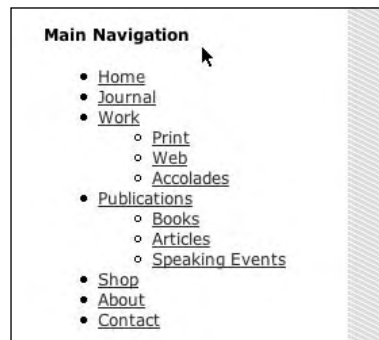 Main Navigation
Home
Journal
Work
Print
Web
Accolades
Publications
Books
Articles
Speaking Events
Shop
About
Contact